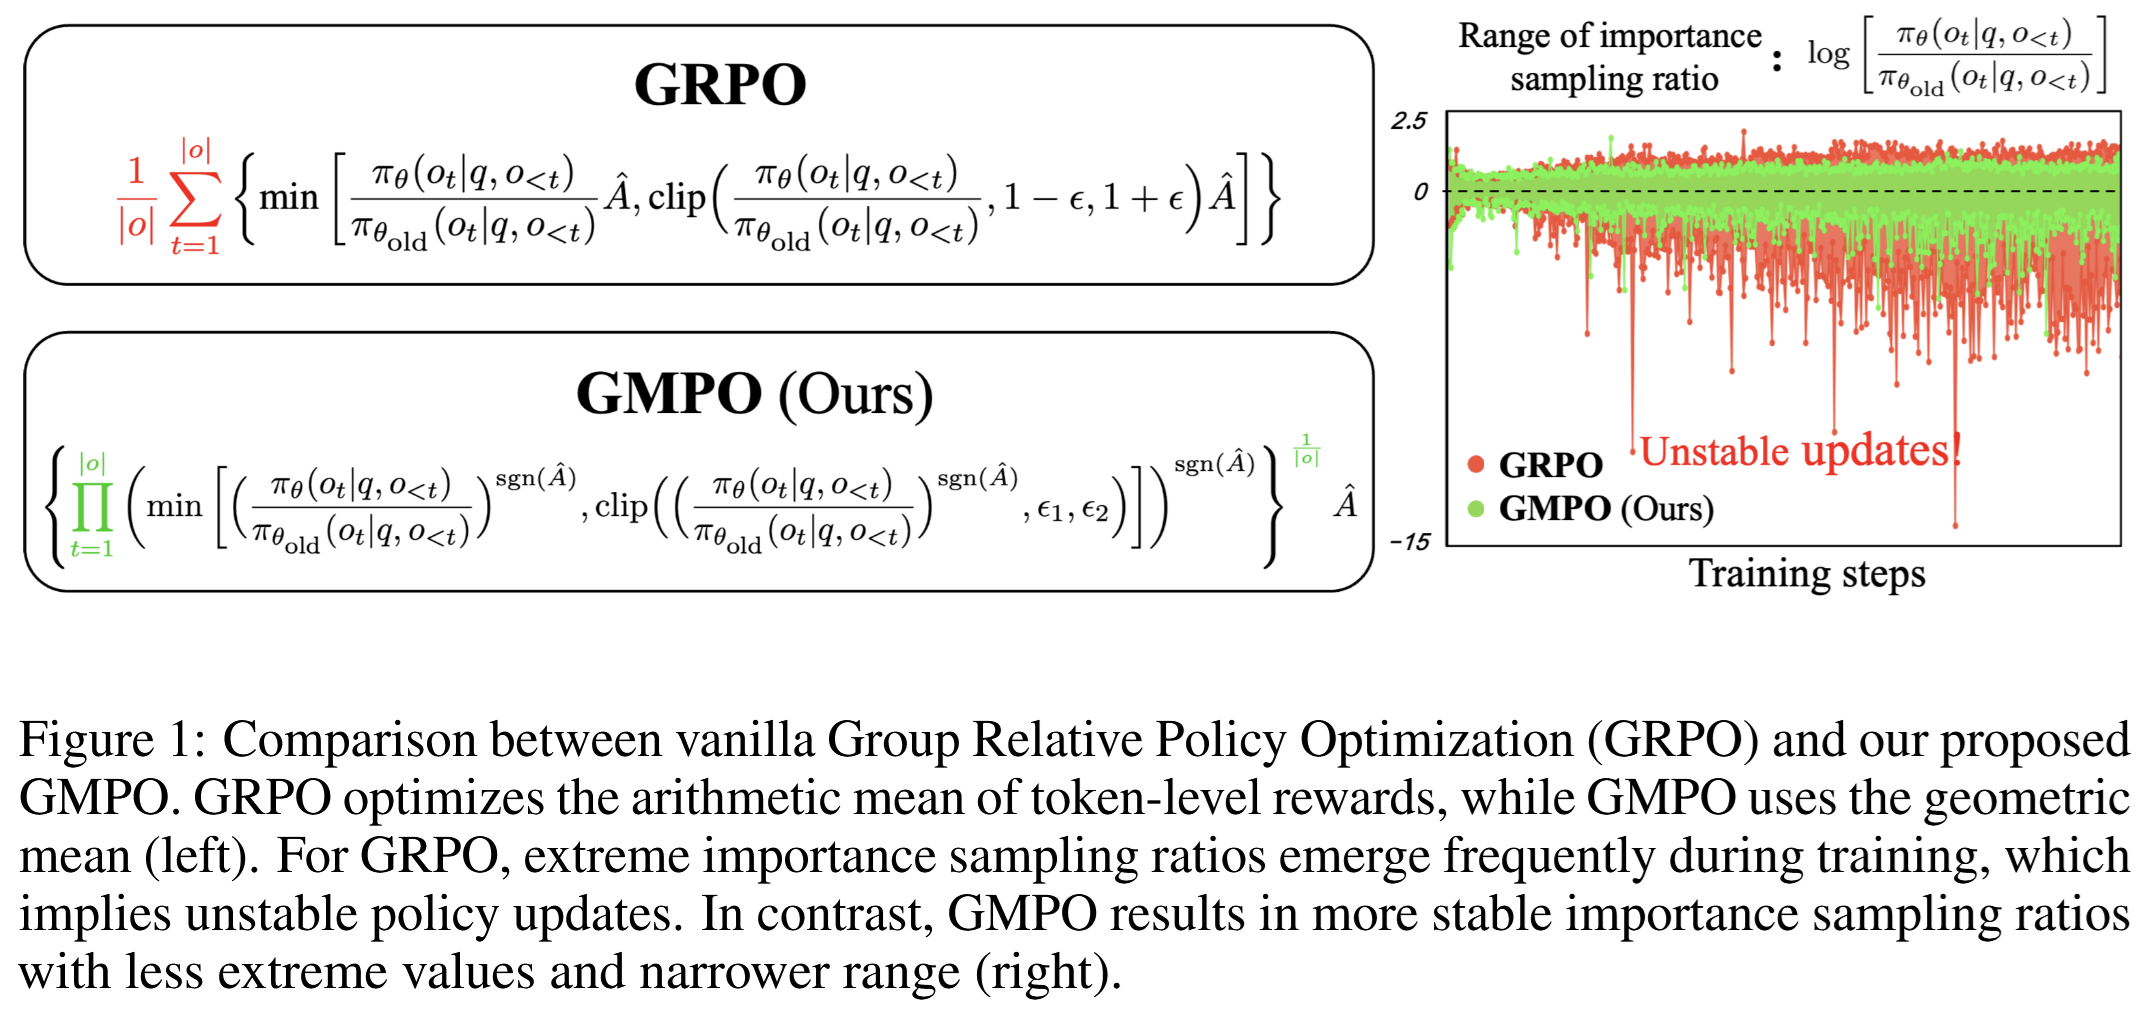 GRPO
\frac{1}{|o|} \sum_{t=1}^{|o|} \left\{ \min \left[ \frac{\pi_\theta(o_t|q, o_{<t})}{\pi_{\theta_{\text{old}}}(o_t|q, o_{<t})} \hat{A}, \text{clip}\left( \frac{\pi_\theta(o_t|q, o_{<t})}{\pi_{\theta_{\text{old}}}(o_t|q, o_{<t})}, 1 - \epsilon, 1 + \epsilon \right) \hat{A} \right] \right\}
GMPO (Ours)
\left\{ \prod_{t=1}^{|o|} \left( \min \left[ \left( \frac{\pi_\theta(o_t|q, o_{<t})}{\pi_{\theta_{\text{old}}}(o_t|q, o_{<t})} \right)^{\text{sgn}(\hat{A})}, \text{clip}\left( \left( \frac{\pi_\theta(o_t|q, o_{<t})}{\pi_{\theta_{\text{old}}}(o_t|q, o_{<t})} \right)^{\text{sgn}(\hat{A})}, \epsilon_1, \epsilon_2 \right) \right] \right)^{\text{sgn}(\hat{A})} \right\}^{\frac{1}{|o|}} \hat{A}
Range of importance
sampling ratio : \log \left[ \frac{\pi_\theta(o_t|q, o_{<t})}{\pi_{\theta_{\text{old}}}(o_t|q, o_{<t})} \right]
2.5
0
−15
Unstable updates!
GRPO
GMPO (Ours)
Training steps
Figure 1: Comparison between vanilla Group Relative Policy Optimization (GRPO) and our proposed
GMPO. GRPO optimizes the arithmetic mean of token-level rewards, while GMPO uses the geometric
mean (left). For GRPO, extreme importance sampling ratios emerge frequently during training, which
implies unstable policy updates. In contrast, GMPO results in more stable importance sampling ratios
with less extreme values and narrower range (right).